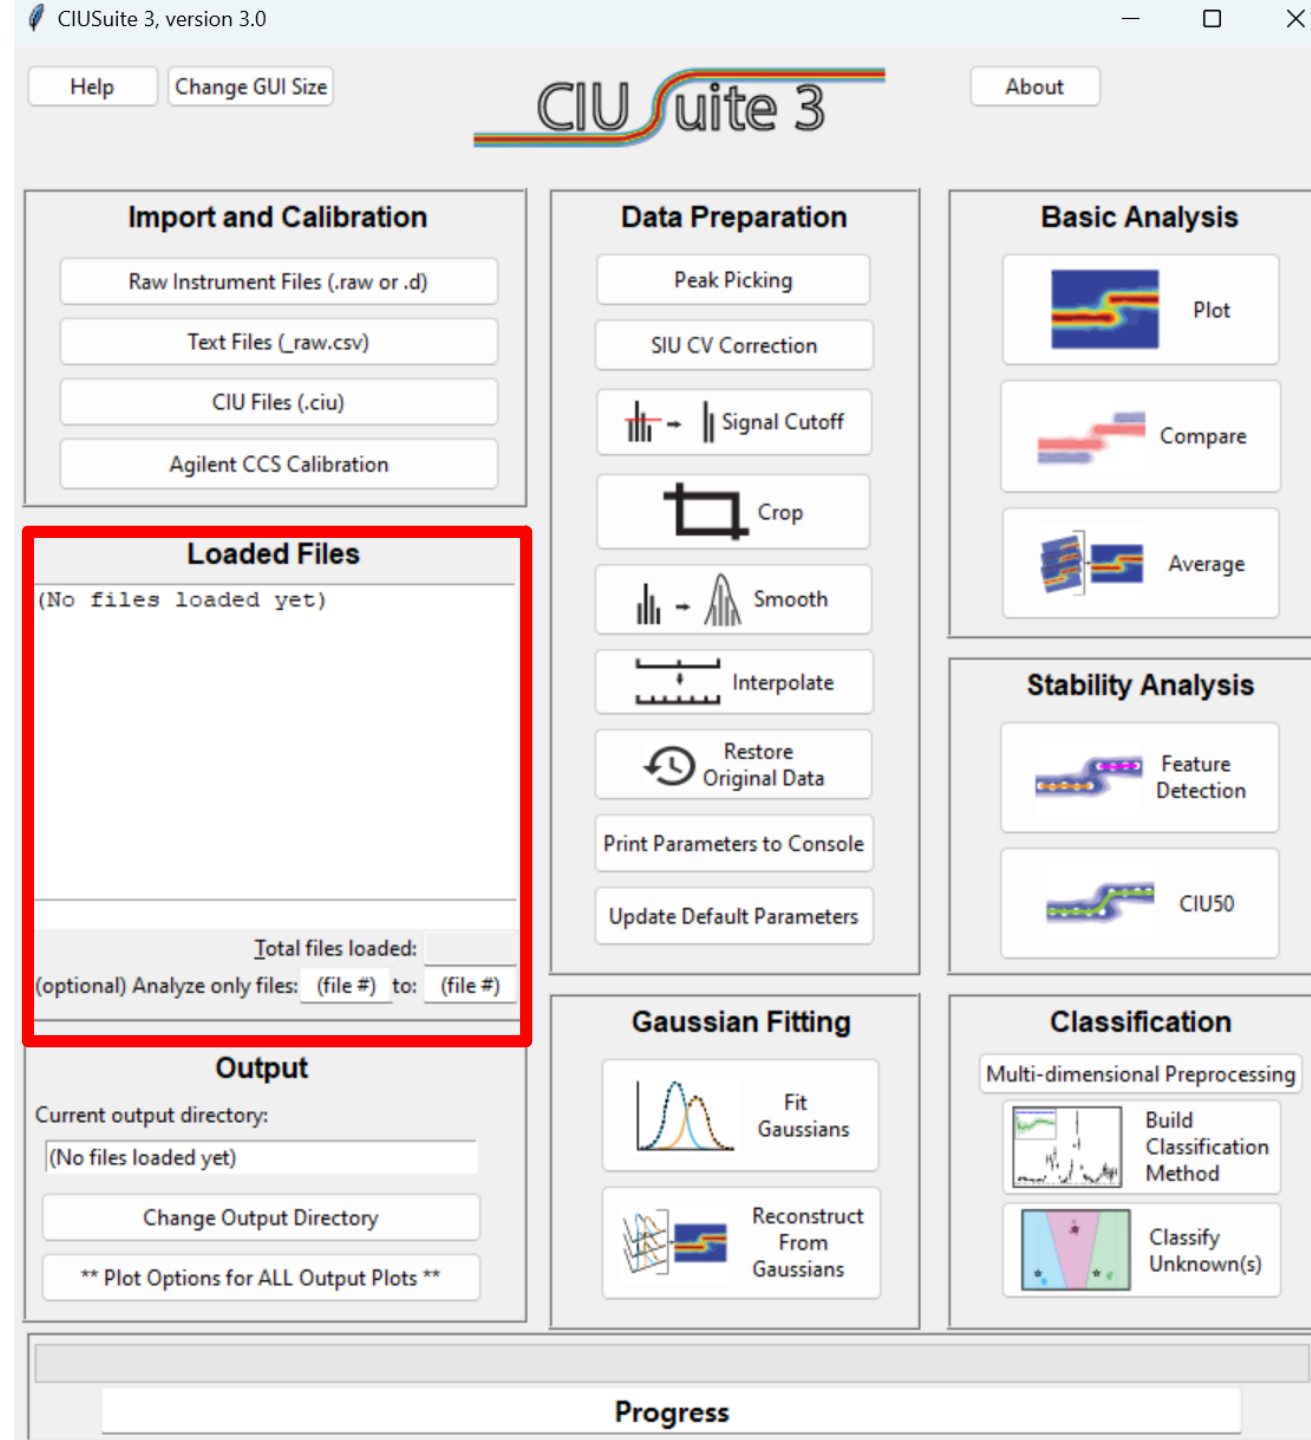 CIUSuite 3, version 3.0
Help
Change GUI Size
CIU Suite 3
About
Import and Calibration
Raw Instrument Files (.raw or .d)
Text Files (_raw.csv)
CIU Files (.ciu)
Agilent CCS Calibration
Loaded Files
(No files loaded yet)
Total files loaded:
(optional) Analyze only files: (file #) to: (file #)
Output
Current output directory:
(No files loaded yet)
Change Output Directory
** Plot Options for ALL Output Plots **
Data Preparation
Peak Picking
SIU CV Correction
Signal Cutoff
Crop
Smooth
Interpolate
Restore
Original Data
Print Parameters to Console
Update Default Parameters
Gaussian Fitting
Fit
Gaussians
Reconstruct
From
Gaussians
Basic Analysis
Plot
Compare
Average
Stability Analysis
Feature
Detection
CIU50
Classification
Multi-dimensional Preprocessing
Build
Classification
Method
Classify
Unknown(s)
Progress